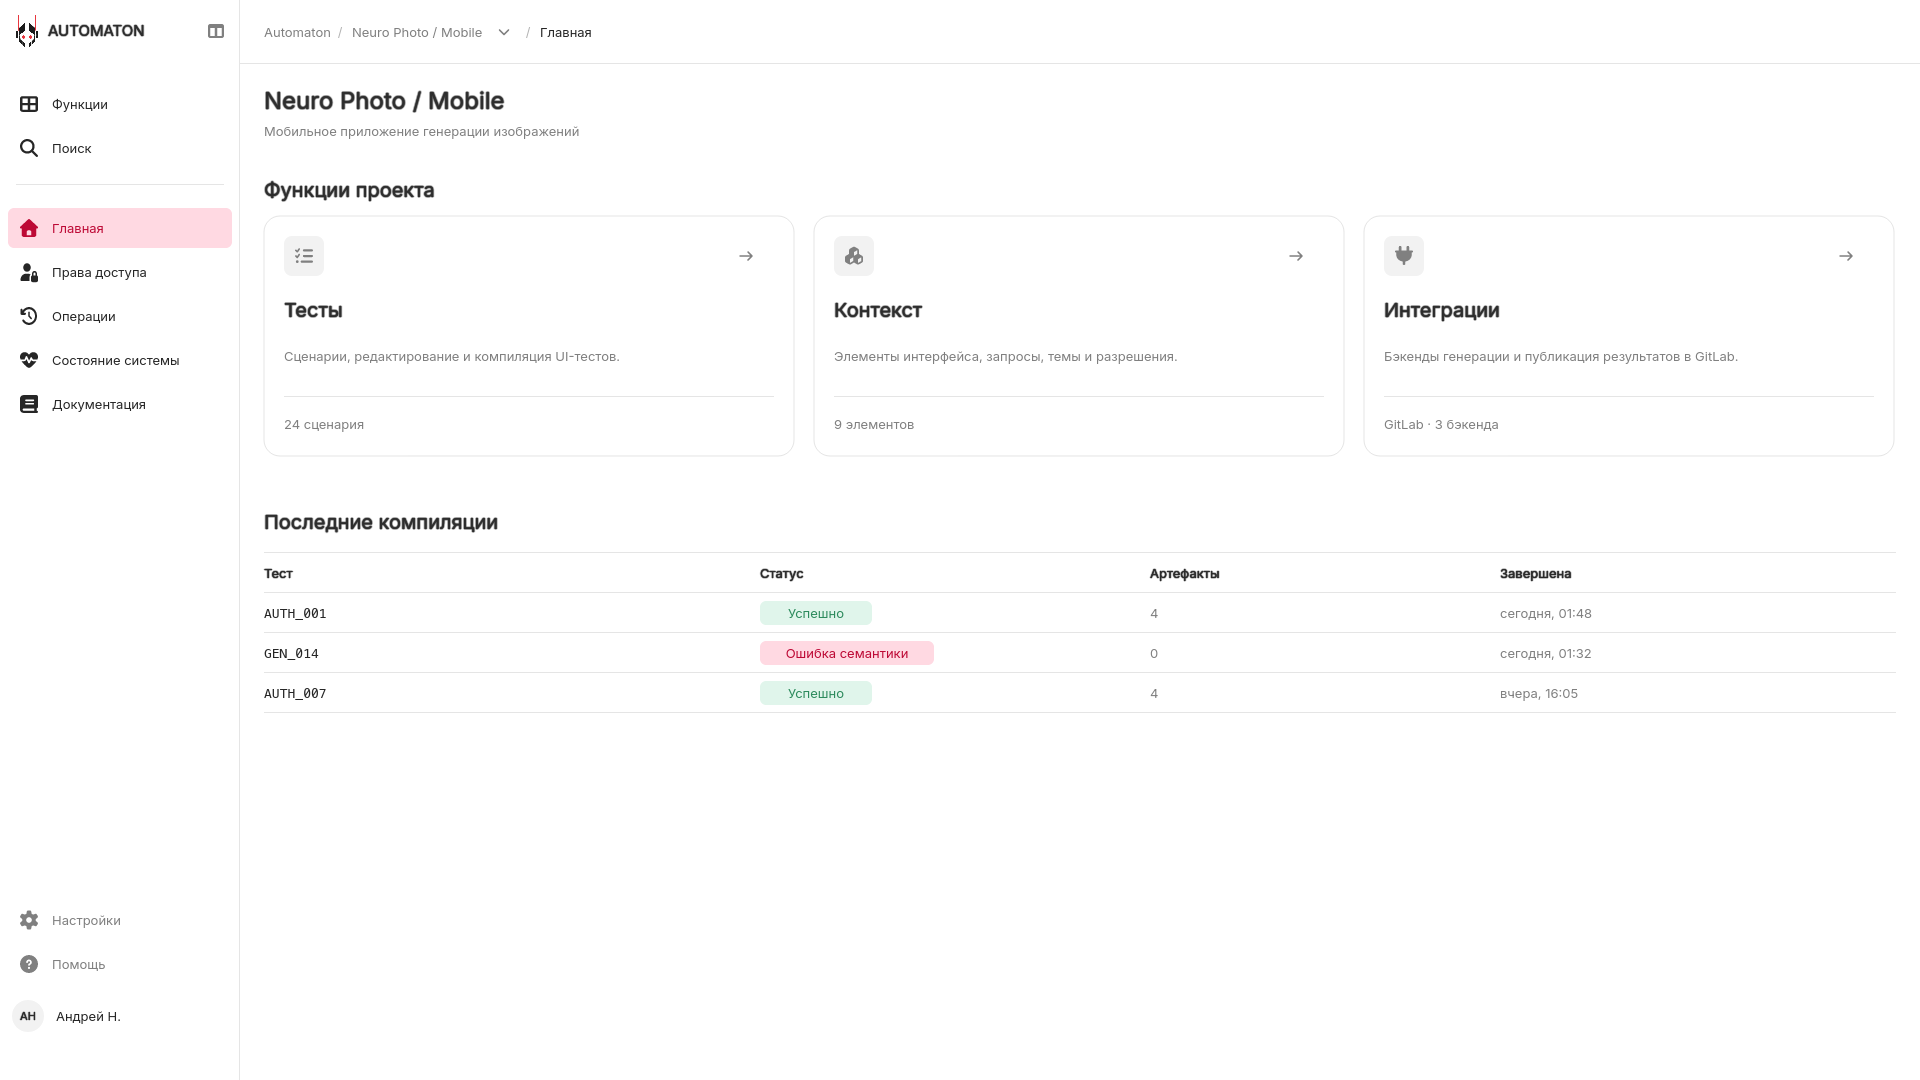 AUTOMATON
Функции
Поиск
Главная
Права доступа
Операции
Состояние системы
Документация
Настройки
Помощь
АН Андрей Н.
Automaton / Neuro Photo / Mobile / Главная
Neuro Photo / Mobile
Мобильное приложение генерации изображений
Функции проекта
Тесты
Сценарии, редактирование и компиляция UI-тестов.
24 сценария
Контекст
Элементы интерфейса, запросы, темы и разрешения.
9 элементов
Интеграции
Бэкенды генерации и публикация результатов в GitLab.
GitLab · 3 бэкенда
Последние компиляции
Тест Статус Артефакты Завершена
AUTH_001 Успешно 4 сегодня, 01:48
GEN_014 Ошибка семантики 0 сегодня, 01:32
AUTH_007 Успешно 4 вчера, 16:05